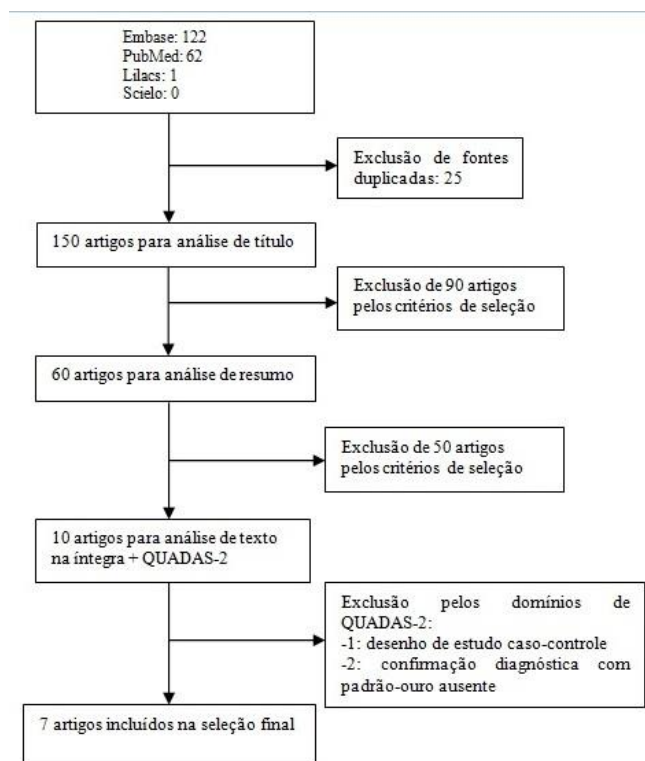 Embase: 122
PubMed: 62
Lilacs: 1
Scielo: 0
Exclusão de fontes
duplicadas: 25
150 artigos para análise de título
Exclusão de 90 artigos
pelos critérios de seleção
60 artigos para análise de resumo
Exclusão de 50 artigos
pelos critérios de seleção
10 artigos para análise de texto
na íntegra + QUADAS-2
Exclusão pelos domínios de
QUADAS-2:
-1: desenho de estudo caso-controle
-2: confirmação diagnóstica com
padrão-ouro ausente
7 artigos incluídos na seleção final